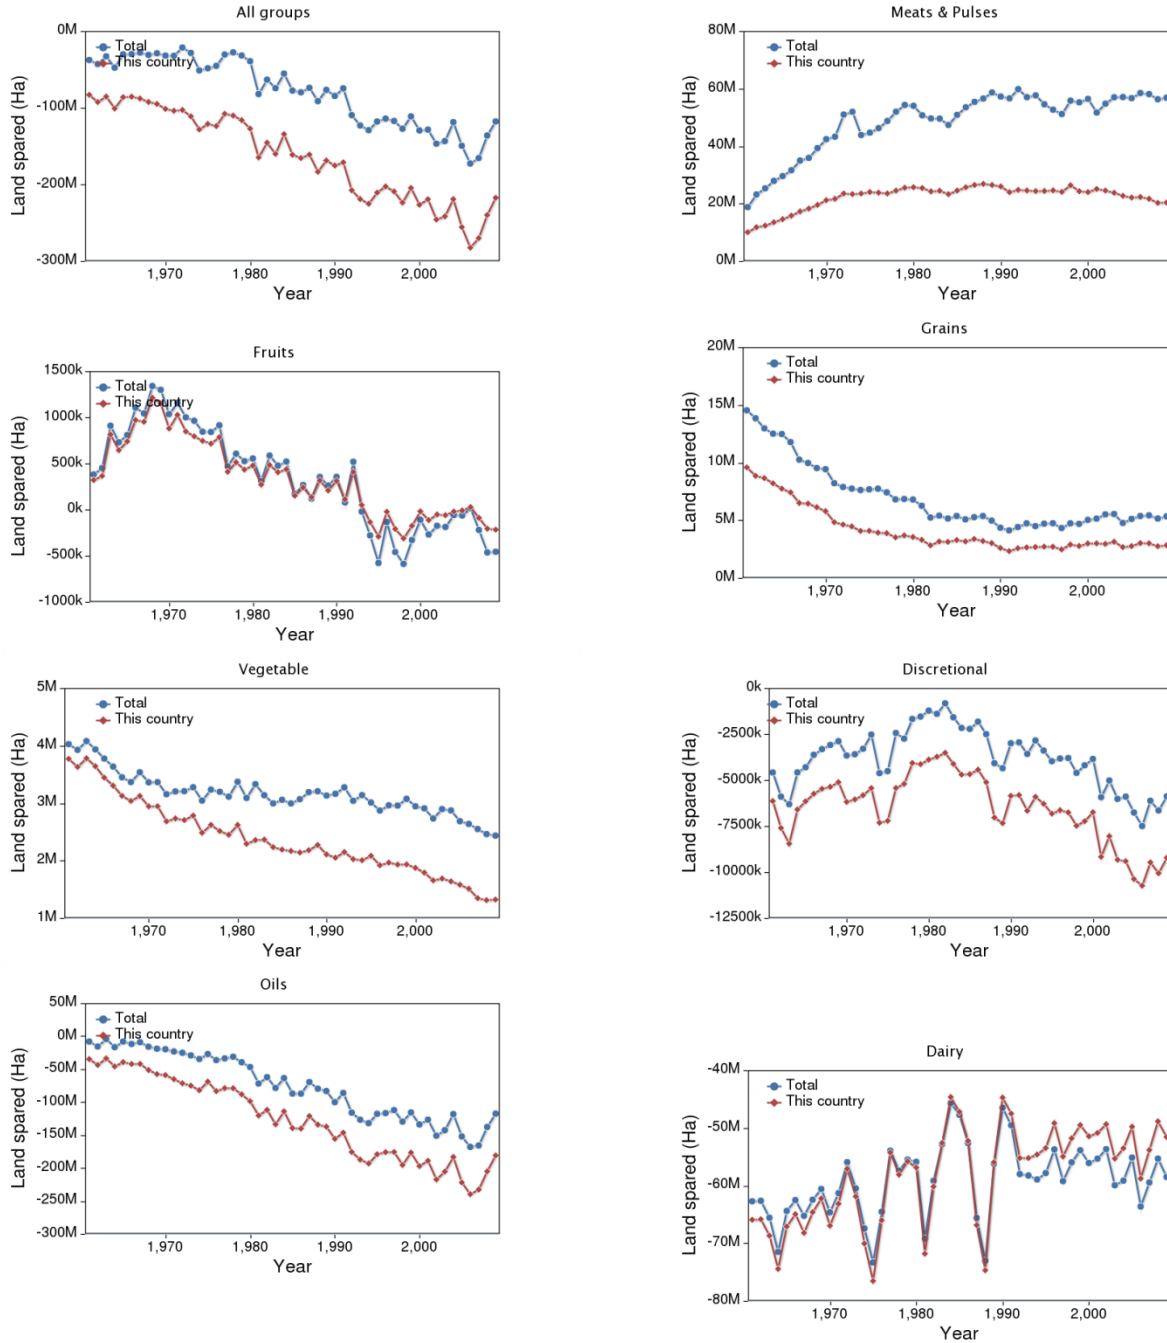 All groups
0M
-100M
-200M
-300M
Land spared (Ha)
Total
This country
1,970
1,980
1,990
2,000
Year
Meats & Pulses
80M
60M
40M
20M
0M
Land spared (Ha)
Total
This country
1,970
1,980
1,990
2,000
Year
Fruits
1500k
1000k
500k
0k
-500k
-1000k
Land spared (Ha)
Total
This country
1,970
1,980
1,990
2,000
Year
Grains
20M
15M
10M
5M
0M
Land spared (Ha)
Total
This country
1,970
1,980
1,990
2,000
Year
Vegetable
5M
4M
3M
2M
1M
Land spared (Ha)
Total
This country
1,970
1,980
1,990
2,000
Year
Discretional
0k
-2500k
-5000k
-7500k
-10000k
-12500k
Land spared (Ha)
Total
This country
1,970
1,980
1,990
2,000
Year
Oils
50M
0M
-50M
-100M
-150M
-200M
-250M
-300M
Land spared (Ha)
Total
This country
1,970
1,980
1,990
2,000
Year
Dairy
-40M
-50M
-60M
-70M
-80M
Land spared (Ha)
Total
This country
1,970
1,980
1,990
2,000
Year